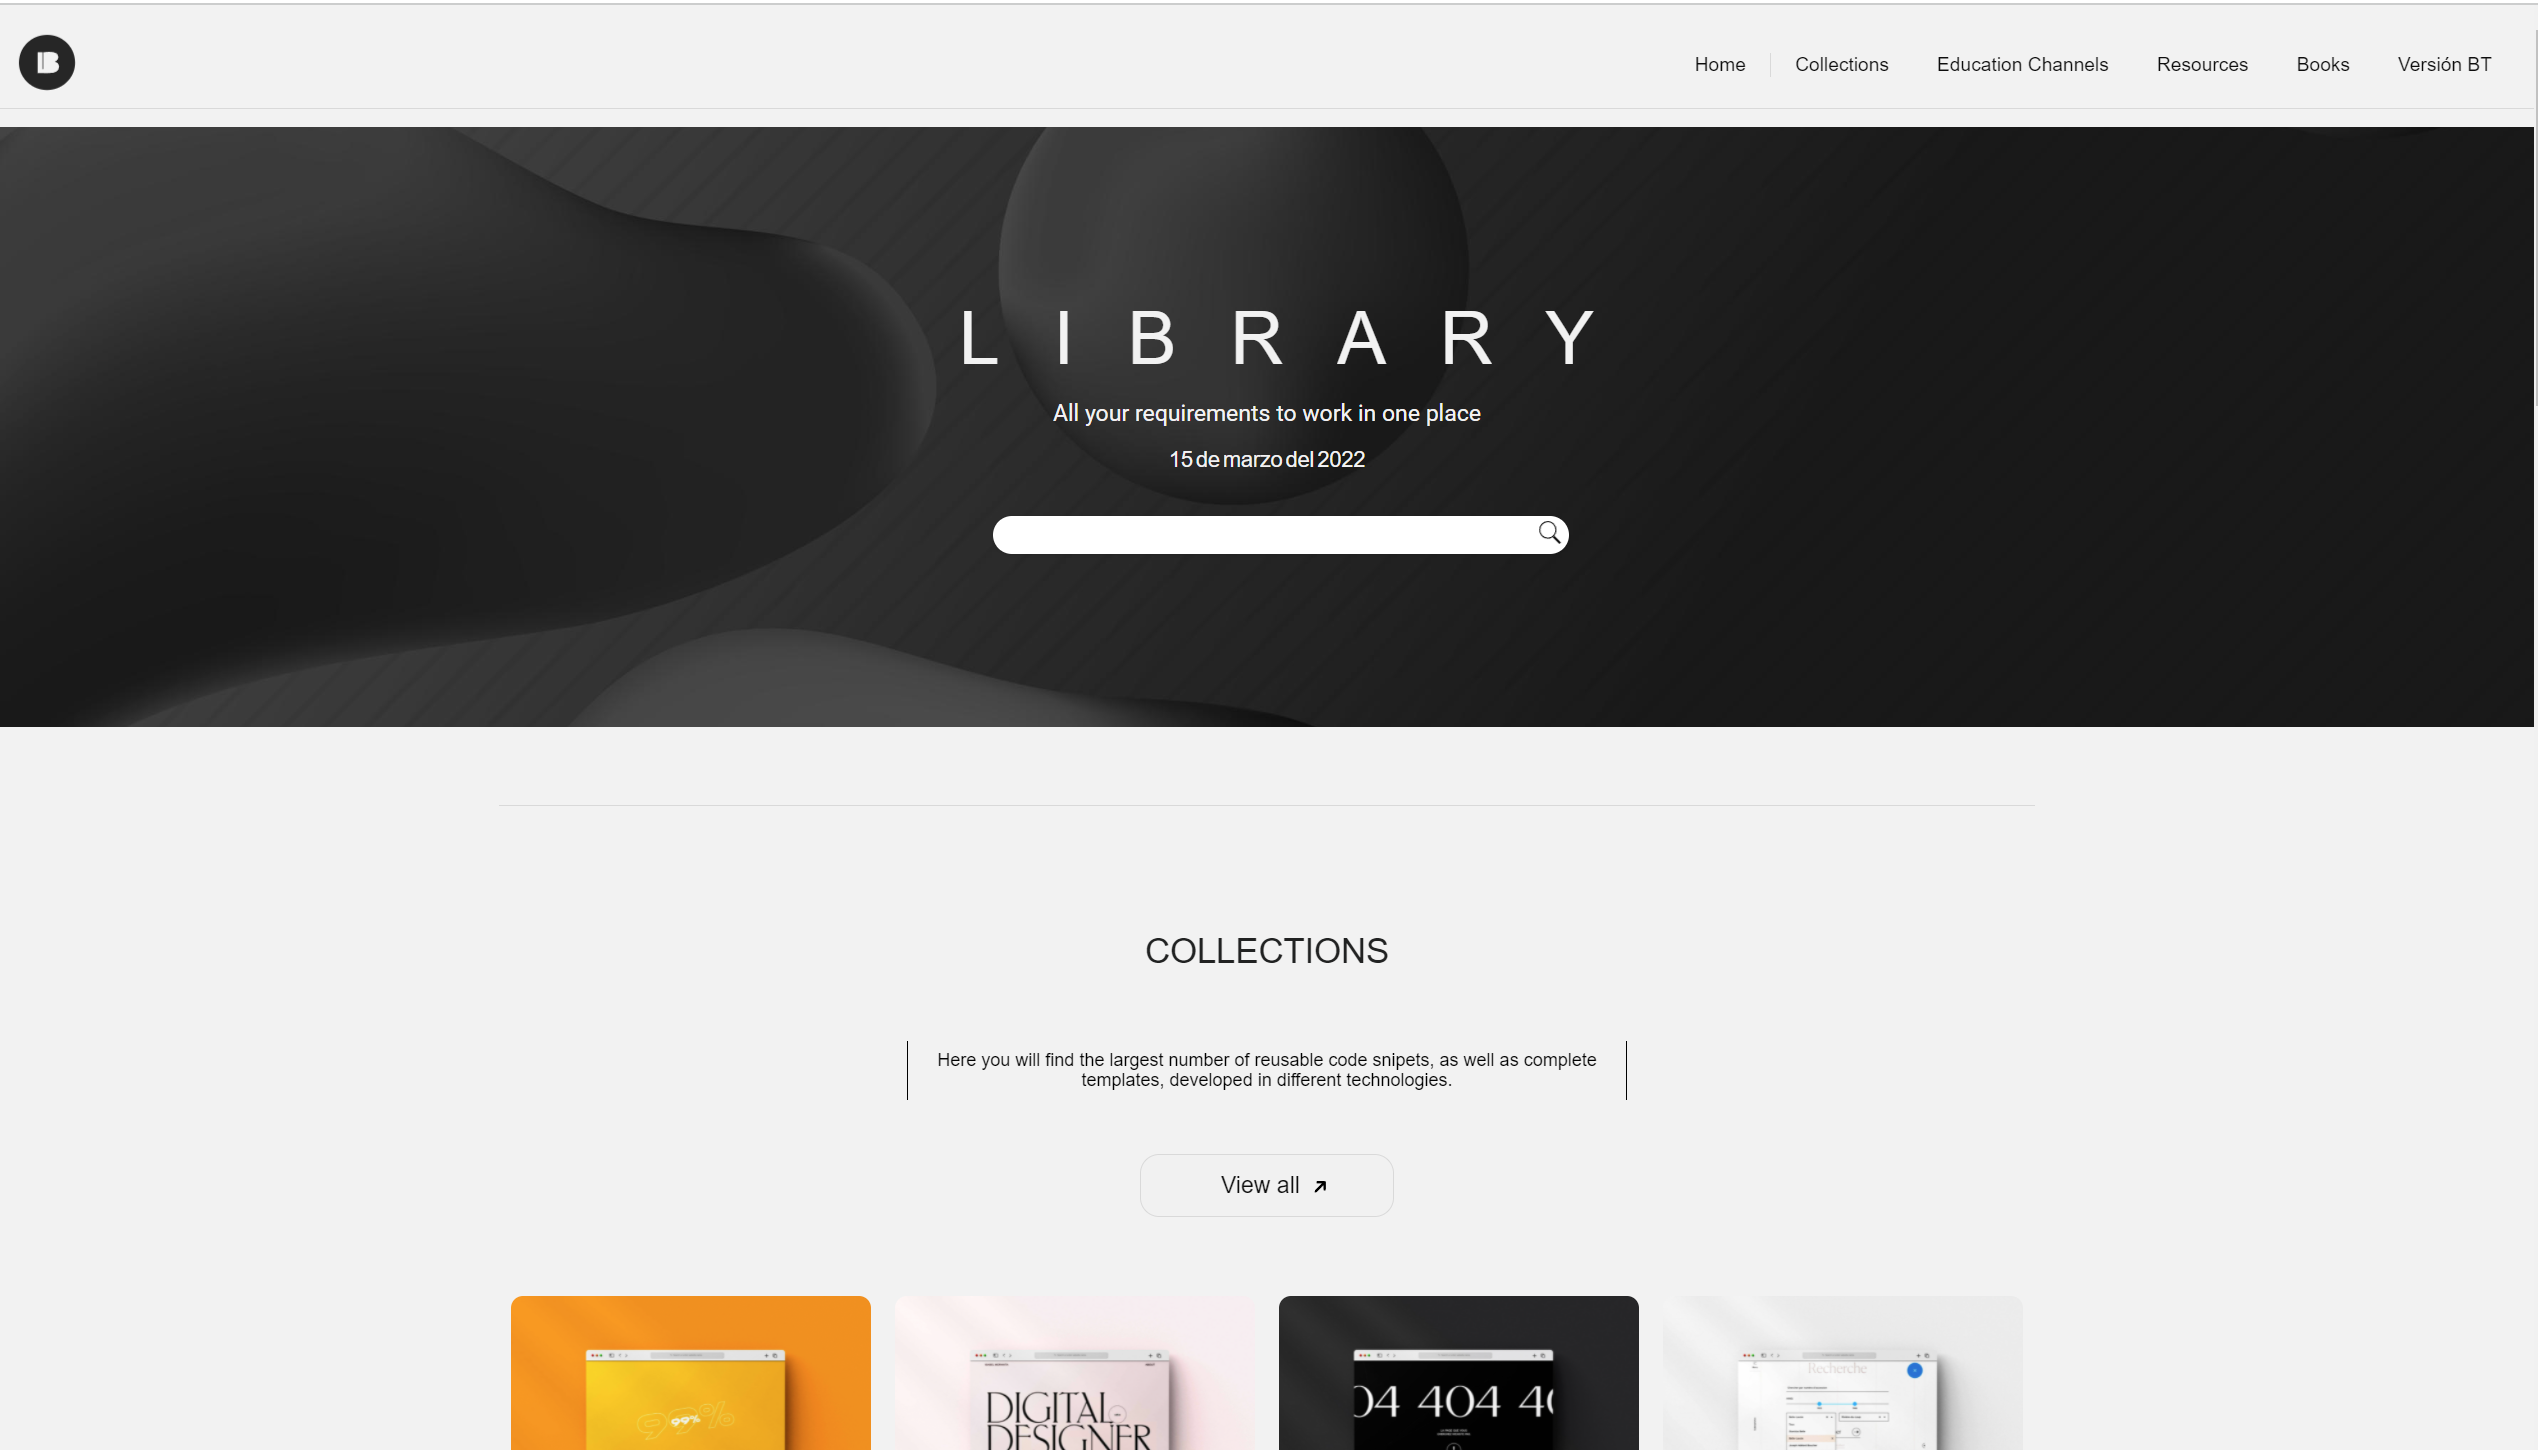 B
Home
Collections
Education Channels
Resources
Books
Versión BT
LIBRARY
All your requirements to work in one place
15 de marzo del 2022
COLLECTIONS
Here you will find the largest number of reusable code snipets, as well as complete
templates, developed in different technologies.
View all
99%
99%
DIGITAL
DESIGNER
404 404
Recherche